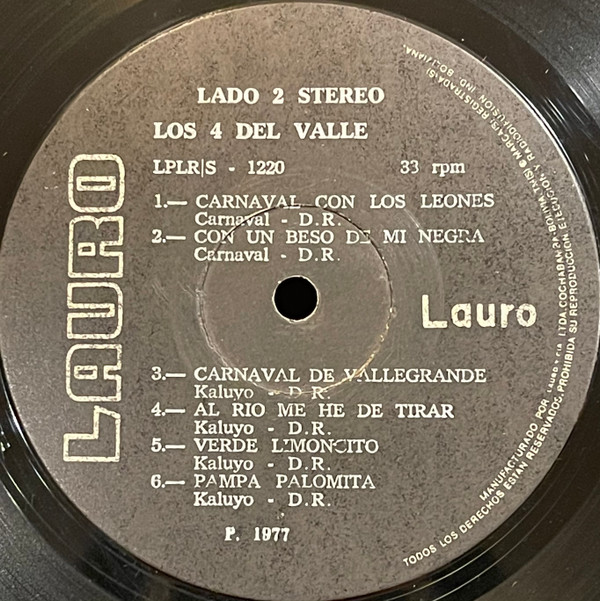 LADO 2 STEREO
LOS 4 DEL VALLE
LPLR|S - 1220 33 rpm
1.— CARNAVAL CON LOS LEONES
Carnaval - D.R.
2.— CON UN BESO DE MI NEGRA
Carnaval - D.R.
LAURO
Lauro
3.— CARNAVAL DE VALLEGRANDE
Kaluyo - D.R.
4.— AL RIO ME HE DE TIRAR
Kaluyo - D.R.
5.— VERDE LIMONCITO
Kaluyo - D.R.
6.— PAMPA PALOMITA
Kaluyo - D.R.
P. 1977
MANUFACTURADO POR LAURO Y CIA LTDA. COCHABAMBA-BOLIVIA MARCA(S) REGISTRADA(S) IND. BOLIVIANA.
TODOS LOS DERECHOS ESTAN RESERVADOS. PROHIBIDA SU REPRODUCCION, EJECUCION Y RADIODIFUSION